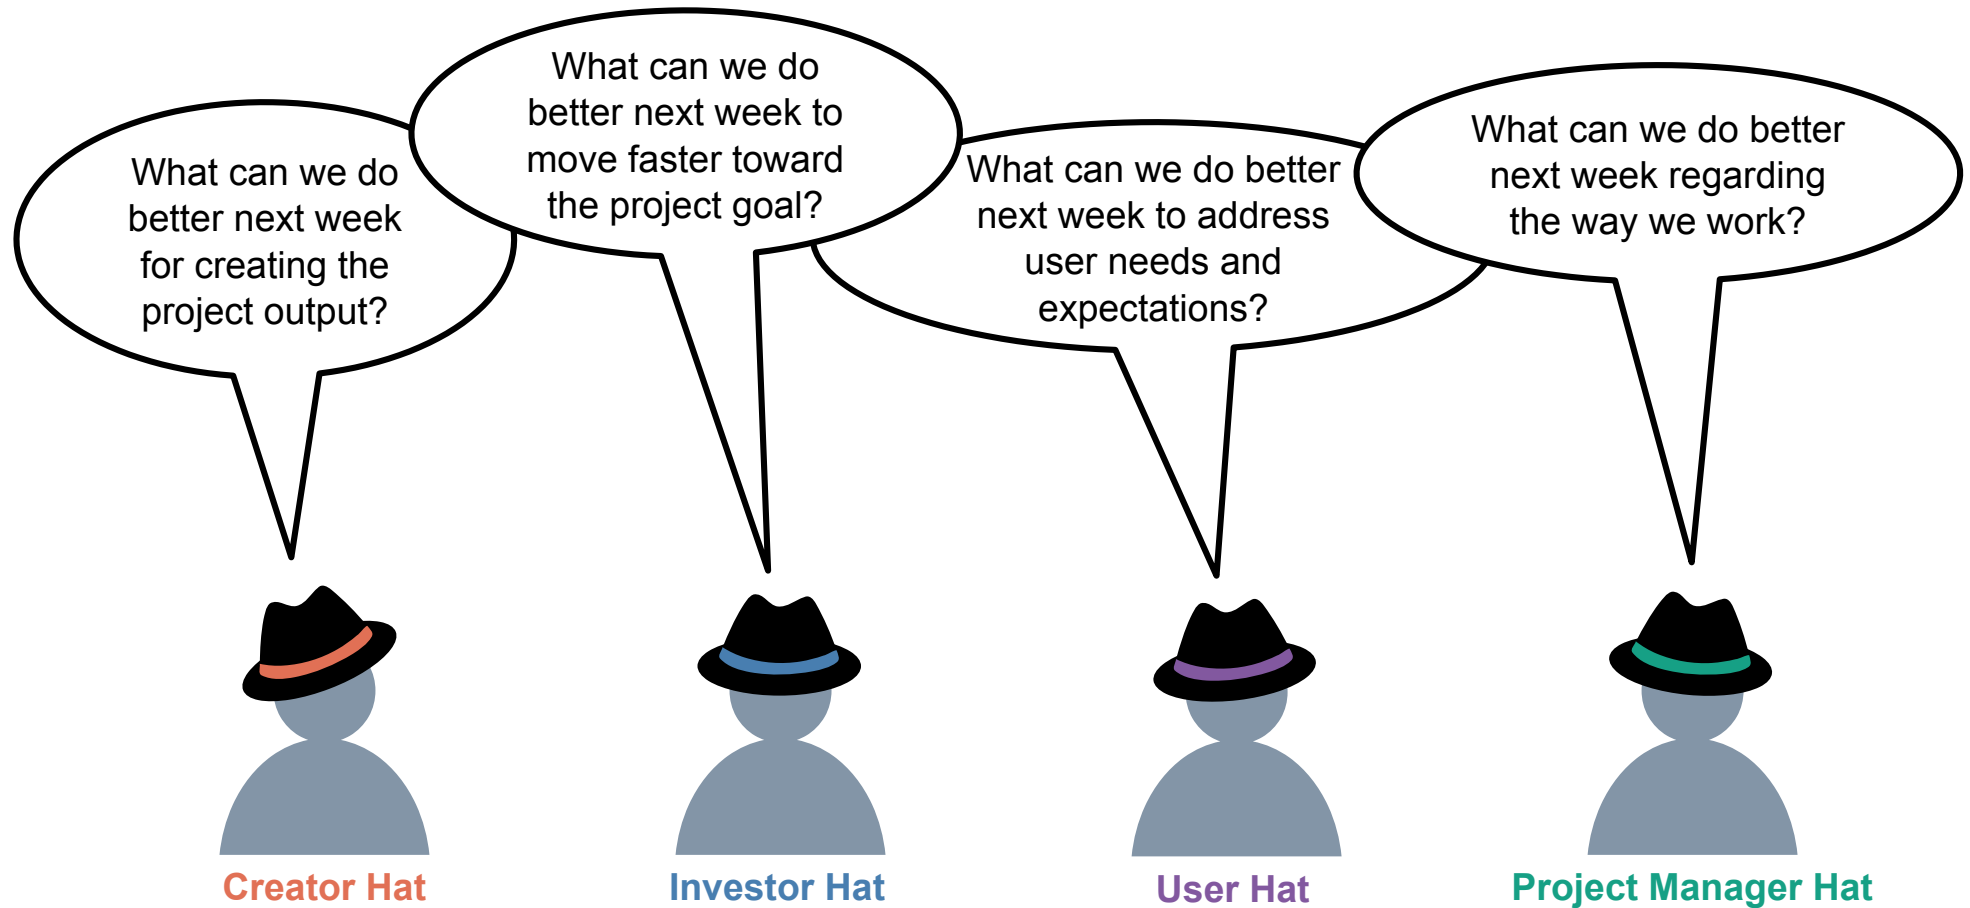 What can we do
better next week
for creating the
project output?
What can we do
better next week to
move faster toward
the project goal?
What can we do better
next week to address
user needs and
expectations?
What can we do better
next week regarding
the way we work?
Creator Hat
Investor Hat
User Hat
Project Manager Hat